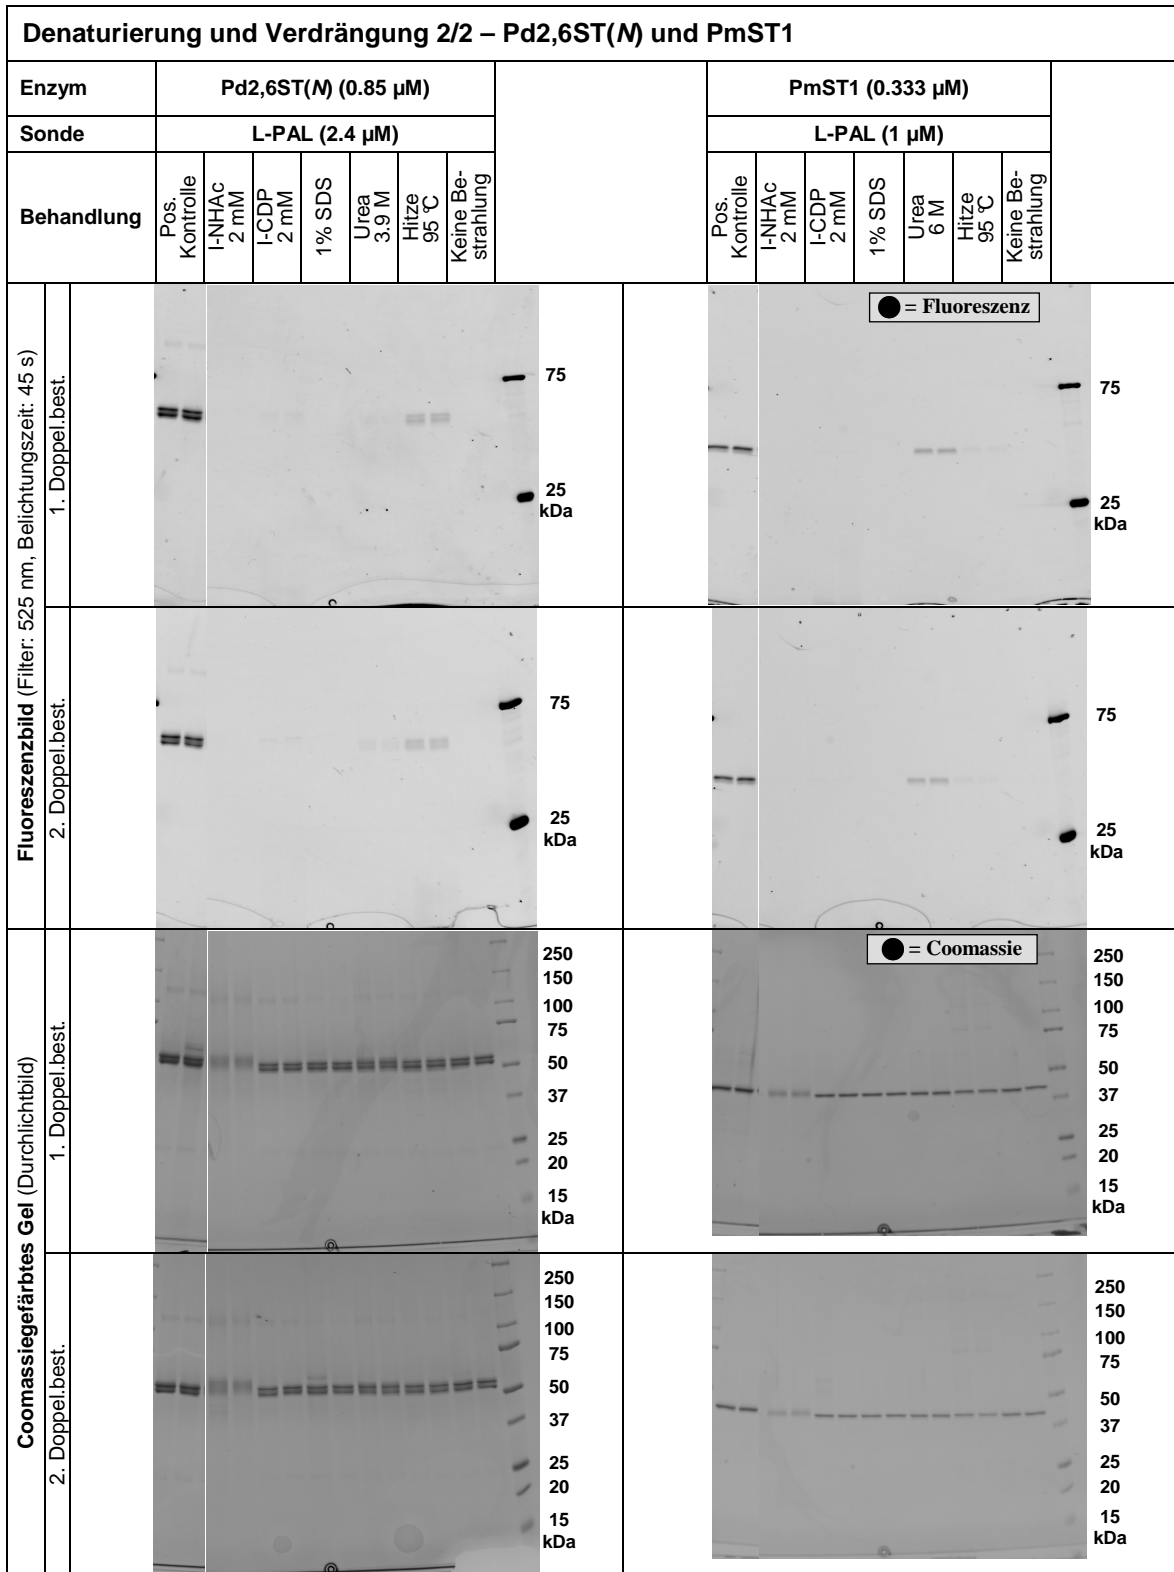 Denaturierung und Verdrängung 2/2 – Pd2,6ST(N) und PmST1
Enzym
Pd2,6ST(N) (0.85 µM)
PmST1 (0.333 µM)
Sonde
L-PAL (2.4 µM)
L-PAL (1 µM)
Behandlung
Pos.
Kontrolle
I-NHAc
2 mM
I-CDP
2 mM
1% SDS
Urea
3.9 M
Hitze
95 °C
Keine Be-
strahlung
Pos.
Kontrolle
I-NHAc
2 mM
I-CDP
2 mM
1% SDS
Urea
6 M
Hitze
95 °C
Keine Be-
strahlung
Fluoreszenzbild (Filter: 525 nm, Belichtungszeit: 45 s)
1. Doppel.best.
75
25
kDa
= Fluoreszenz
75
25
kDa
2. Doppel.best.
75
25
kDa
75
25
kDa
Coomassiegefärbtes Gel (Durchlichtbild)
1. Doppel.best.
250
150
100
75
50
37
25
20
15
kDa
= Coomassie
250
150
100
75
50
37
25
20
15
kDa
2. Doppel.best.
250
150
100
75
50
37
25
20
15
kDa
250
150
100
75
50
37
25
20
15
kDa